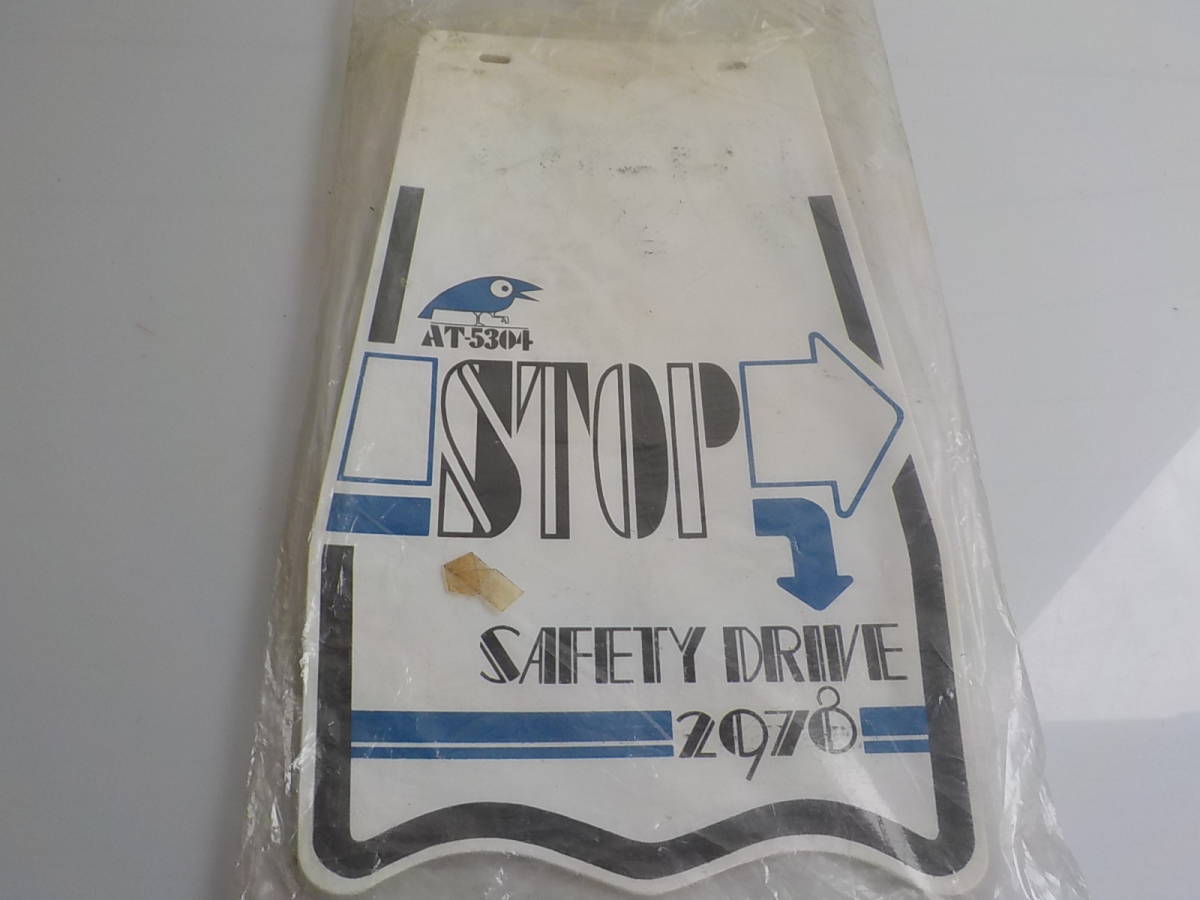 AT-5304
STOP
SAFETY DRIVE
2978